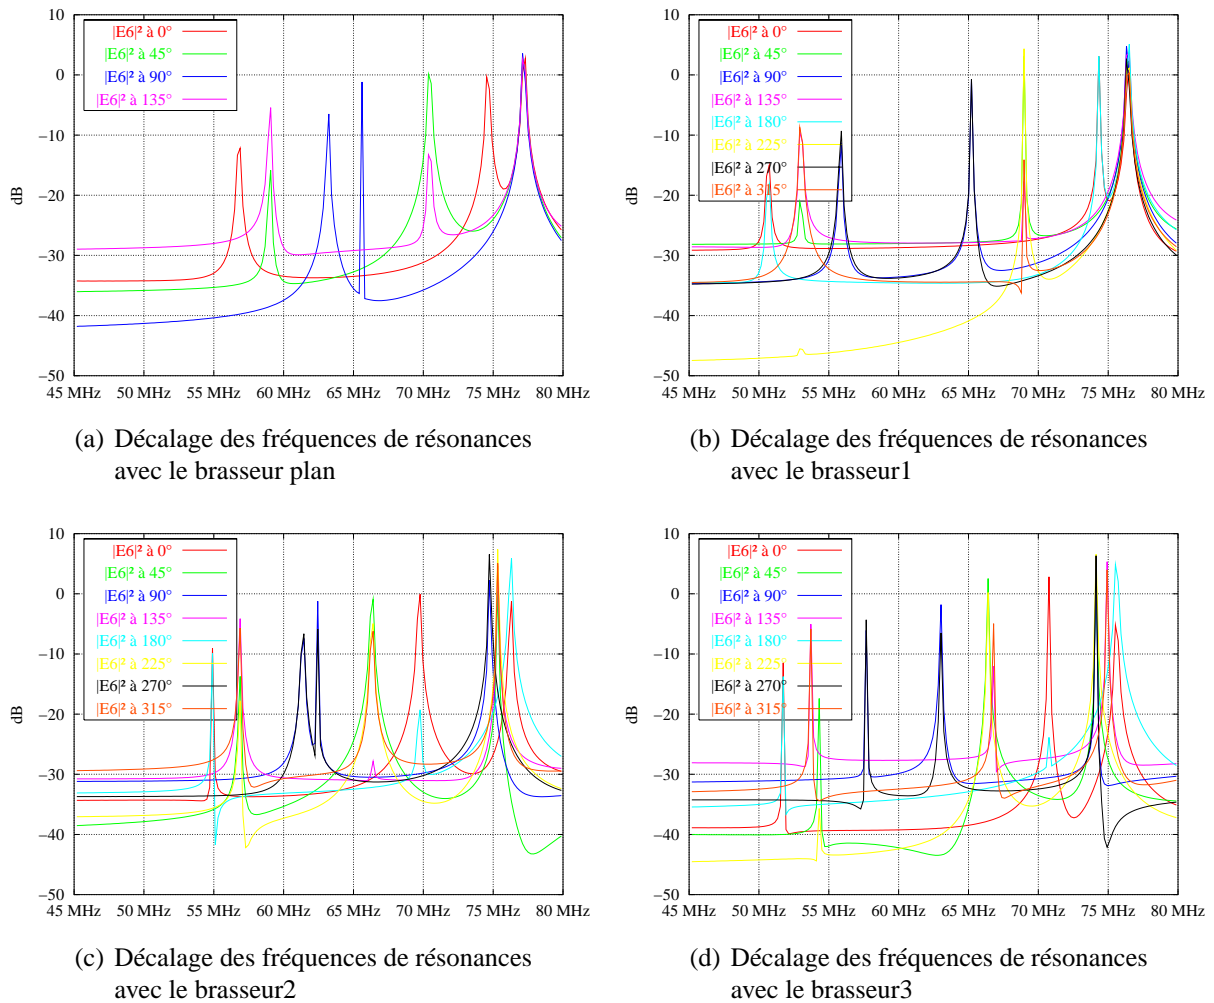 10
0
−10
−20
−30
−40
−50
dB
|E6|² à 0°
|E6|² à 45°
|E6|² à 90°
|E6|² à 135°
45 MHz 50 MHz 55 MHz 60 MHz 65 MHz 70 MHz 75 MHz 80 MHz
(a) Décalage des fréquences de résonances
avec le brasseur plan
10
0
−10
−20
−30
−40
−50
dB
|E6|² à 0°
|E6|² à 45°
|E6|² à 90°
|E6|² à 135°
|E6|² à 180°
|E6|² à 225°
|E6|² à 270°
|E6|² à 315°
45 MHz 50 MHz 55 MHz 60 MHz 65 MHz 70 MHz 75 MHz 80 MHz
(b) Décalage des fréquences de résonances
avec le brasseur1
10
0
−10
−20
−30
−40
−50
dB
|E6|² à 0°
|E6|² à 45°
|E6|² à 90°
|E6|² à 135°
|E6|² à 180°
|E6|² à 225°
|E6|² à 270°
|E6|² à 315°
45 MHz 50 MHz 55 MHz 60 MHz 65 MHz 70 MHz 75 MHz 80 MHz
(c) Décalage des fréquences de résonances
avec le brasseur2
10
0
−10
−20
−30
−40
−50
dB
|E6|² à 0°
|E6|² à 45°
|E6|² à 90°
|E6|² à 135°
|E6|² à 180°
|E6|² à 225°
|E6|² à 270°
|E6|² à 315°
45 MHz 50 MHz 55 MHz 60 MHz 65 MHz 70 MHz 75 MHz 80 MHz
(d) Décalage des fréquences de résonances
avec le brasseur3